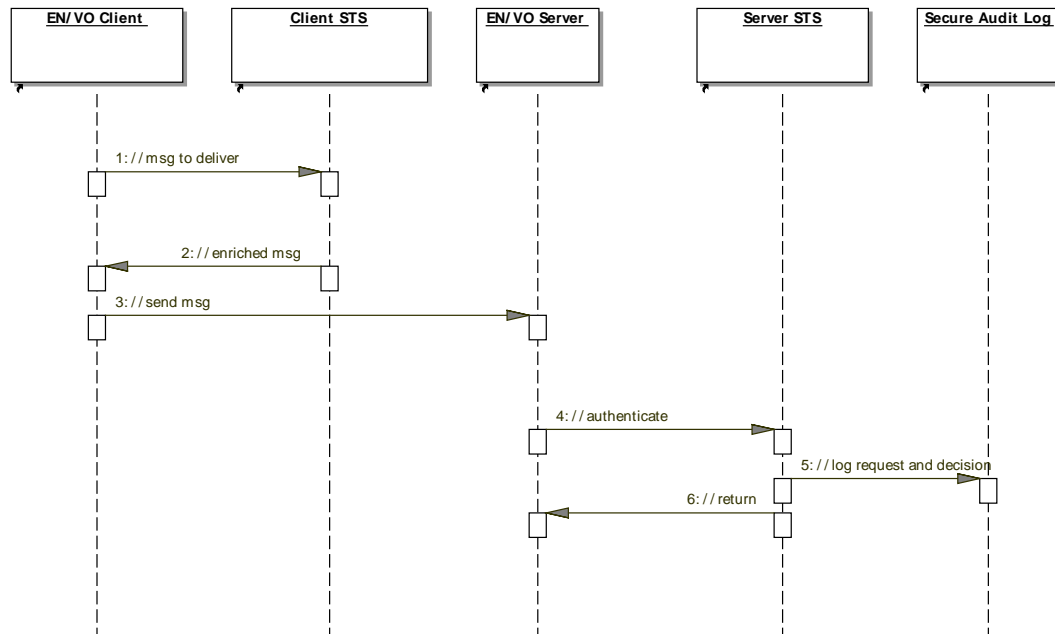 EN/VO Client
Client STS
EN/VO Server
Server STS
Secure Audit Log
1: //msg to deliver
2: //enriched msg
3: //send msg
4: //authenticate
5: //log request and decision
6: //return